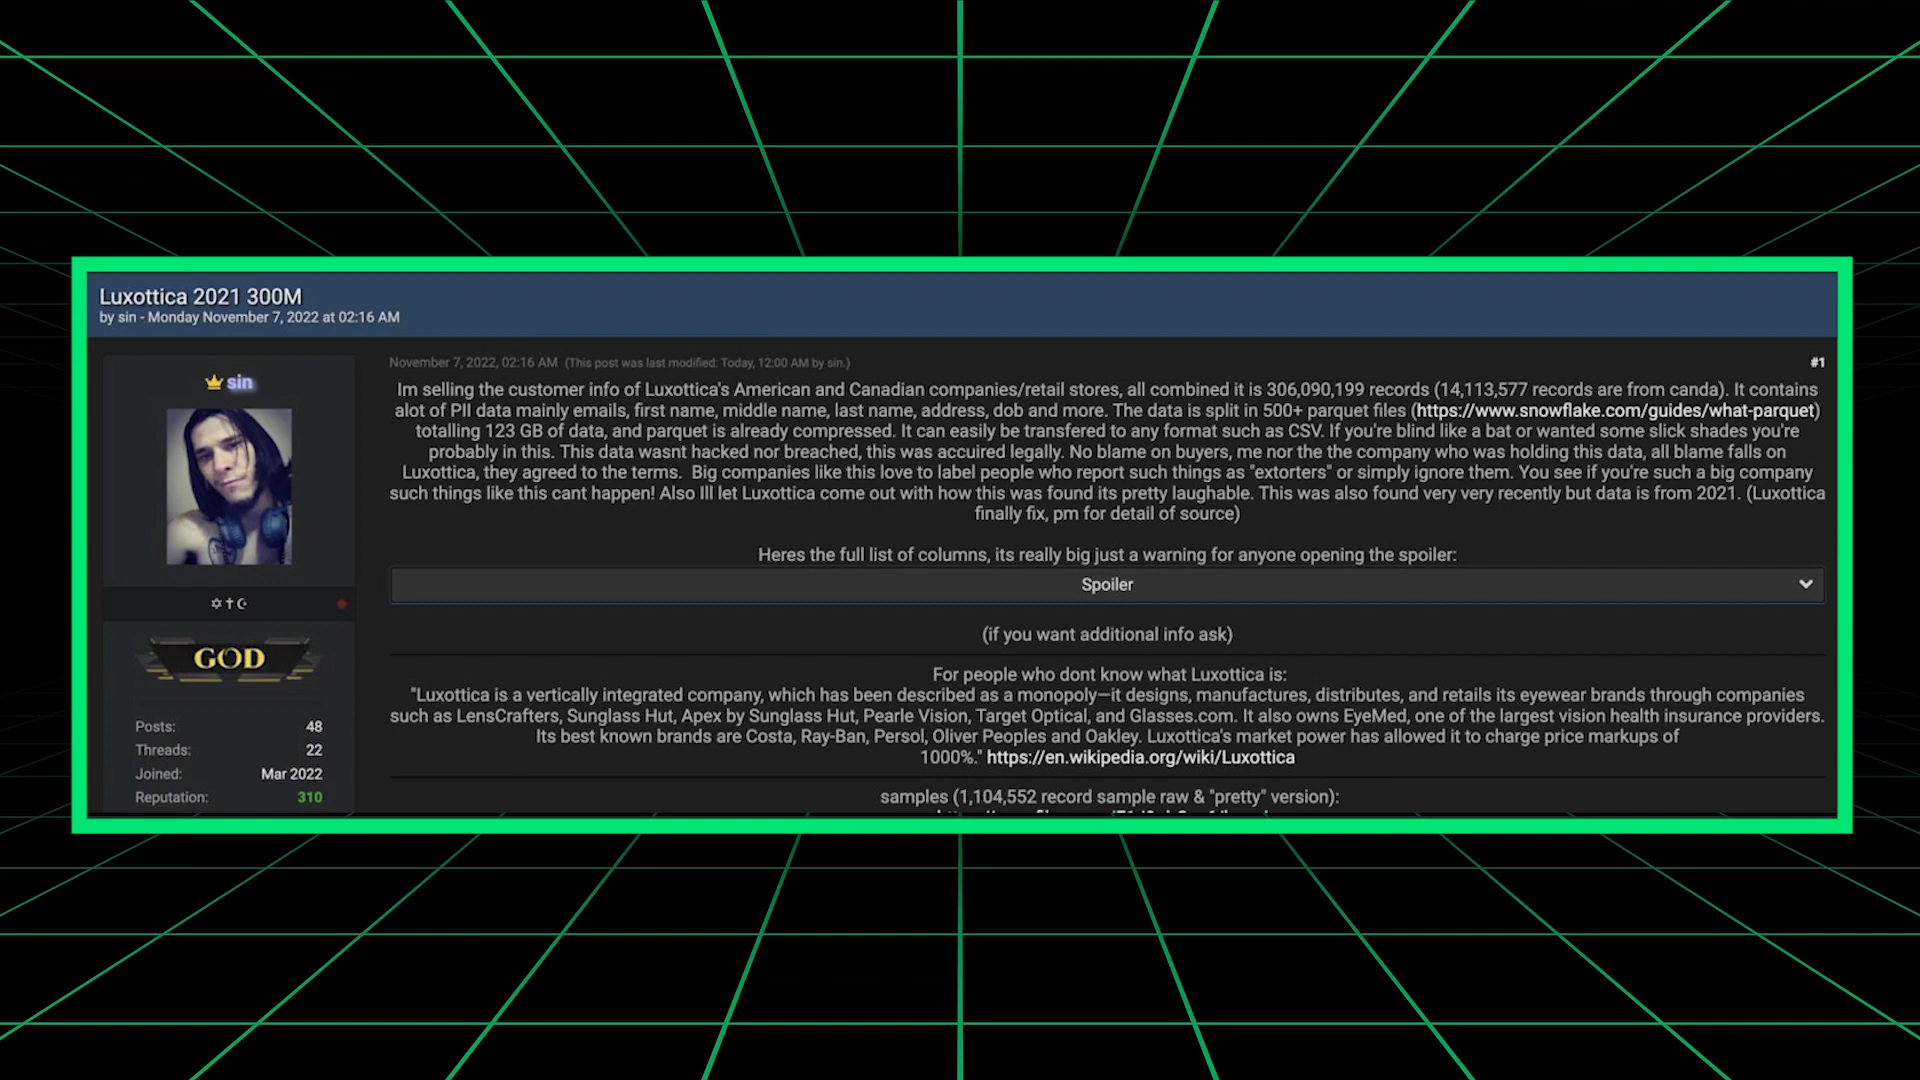 Luxottica 2021 300M
by sin - Monday November 7, 2022 at 02:16 AM
sin
✡✝☪
GOD
Posts: 48
Threads: 22
Joined: Mar 2022
Reputation: 310
November 7, 2022, 02:16 AM (This post was last modified: Today, 12:00 AM by sin.) #1
Im selling the customer info of Luxottica's American and Canadian companies/retail stores, all combined it is 306,090,199 records (14,113,577 records are from canda). It contains
alot of PII data mainly emails, first name, middle name, last name, address, dob and more. The data is split in 500+ parquet files (https://www.snowflake.com/guides/what-parquet)
totalling 123 GB of data, and parquet is already compressed. It can easily be transfered to any format such as CSV. If you're blind like a bat or wanted some slick shades you're
probably in this. This data wasnt hacked nor breached, this was accuired legally. No blame on buyers, me nor the the company who was holding this data, all blame falls on
Luxottica, they agreed to the terms. Big companies like this love to label people who report such things as "extorters" or simply ignore them. You see if you're such a big company
such things like this cant happen! Also Ill let Luxottica come out with how this was found its pretty laughable. This was also found very very recently but data is from 2021. (Luxottica
finally fix, pm for detail of source)
Heres the full list of columns, its really big just a warning for anyone opening the spoiler:
Spoiler
(if you want additional info ask)
For people who dont know what Luxottica is:
"Luxottica is a vertically integrated company, which has been described as a monopoly—it designs, manufactures, distributes, and retails its eyewear brands through companies
such as LensCrafters, Sunglass Hut, Apex by Sunglass Hut, Pearle Vision, Target Optical, and Glasses.com. It also owns EyeMed, one of the largest vision health insurance providers.
Its best known brands are Costa, Ray-Ban, Persol, Oliver Peoples and Oakley. Luxottica's market power has allowed it to charge price markups of
1000%." https://en.wikipedia.org/wiki/Luxottica
samples (1,104,552 record sample raw & "pretty" version):